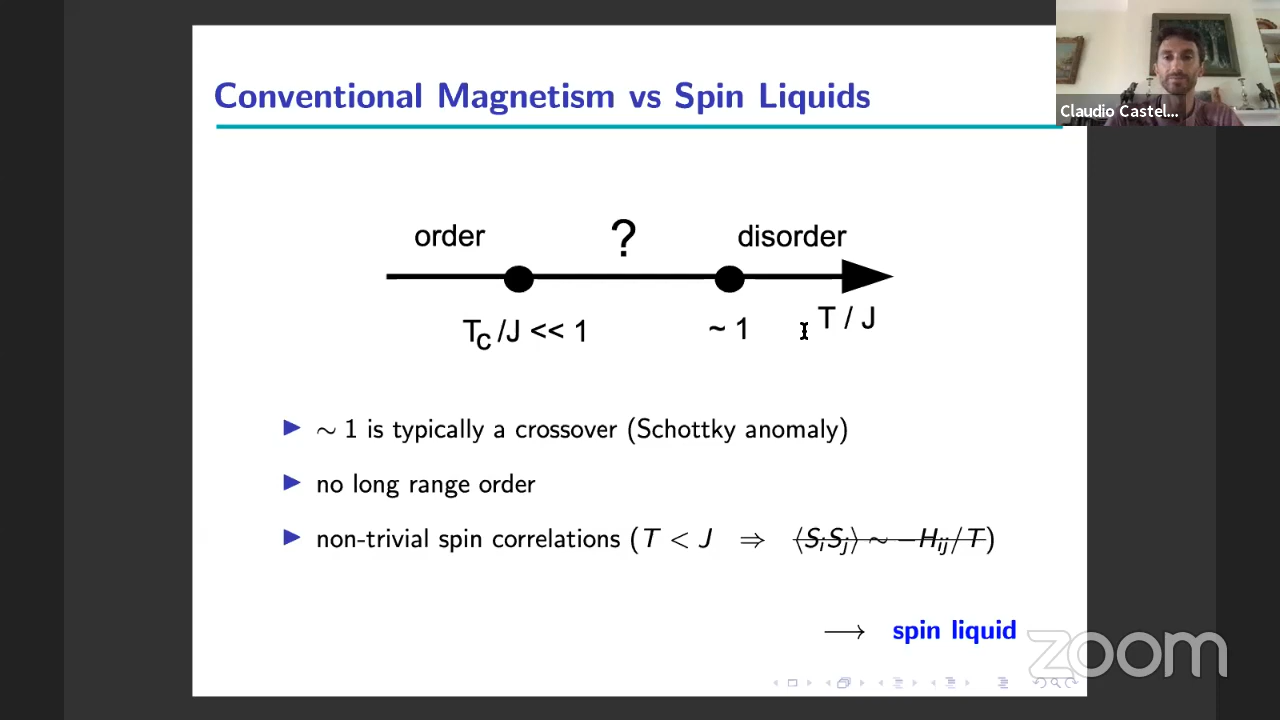 Conventional Magnetism vs Spin Liquids
Claudio Castel...
order ? disorder
T_C /J << 1 ~ 1 T / J
▶ ∼ 1 is typically a crossover (Schottky anomaly)
▶ no long range order
▶ non-trivial spin correlations (T < J ⇒ ⟨S_iS_j⟩ ∼ −H_ij/T)
⟶ spin liquid
zoom